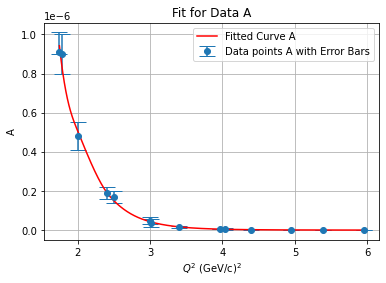 Fit for Data A
1e−6
Fitted Curve A
Data points A with Error Bars
1.0
0.8
0.6
0.4
0.2
0.0
A
2 3 4 5 6
Q² (GeV/c)²